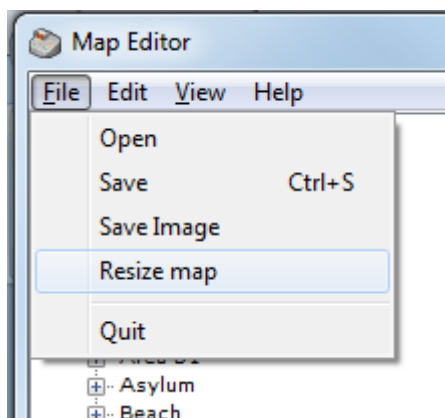 Map Editor
File Edit View Help
Open
Save Ctrl+S
Save Image
Resize map
Quit
Asylum
Beach